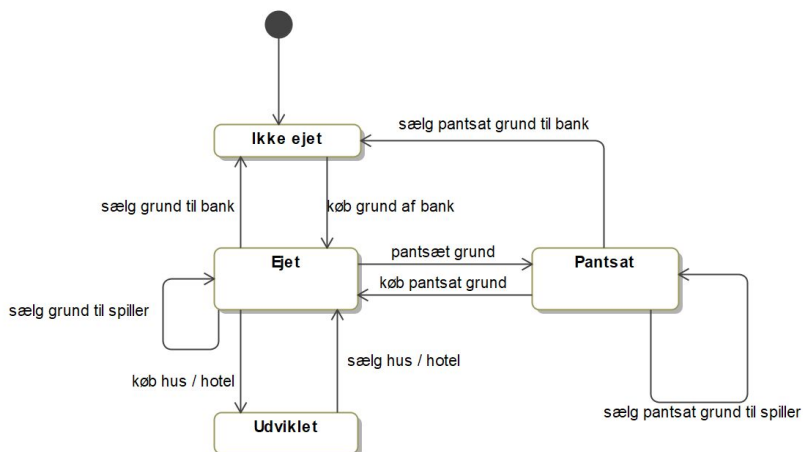 Ikke ejet
sælg pantsat grund til bank
sælg grund til bank
køb grund af bank
Ejet
pantsæt grund
Pantsat
køb pantsat grund
sælg grund til spiller
sælg hus / hotel
køb hus / hotel
sælg pantsat grund til spiller
Udviklet